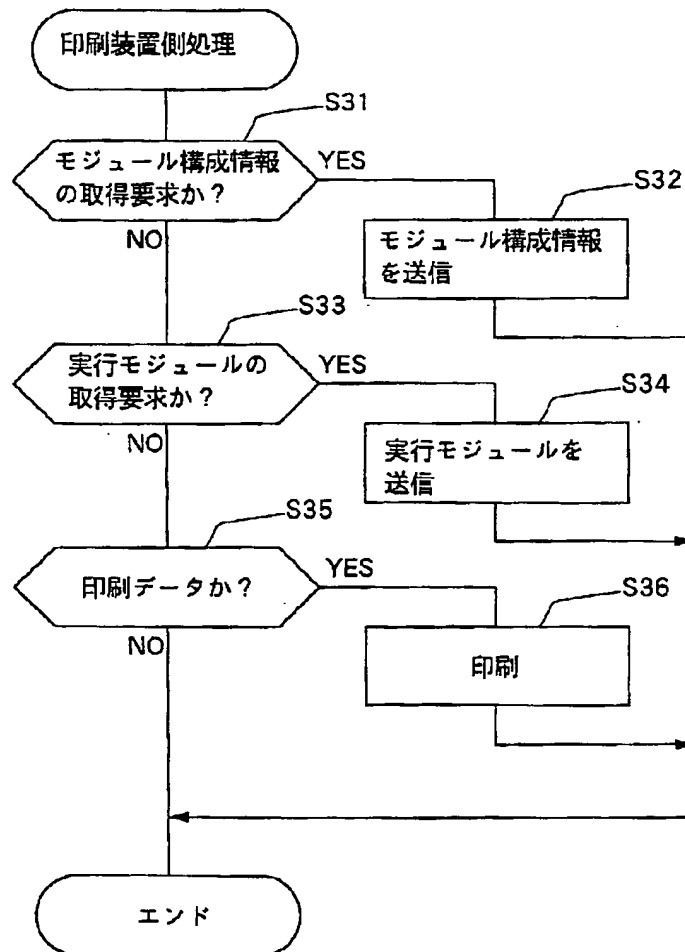 印刷装置側処理
S31
モジュール構成情報
の取得要求か？
YES
S32
モジュール構成情報
を送信
NO
S33
実行モジュールの
取得要求か？
YES
S34
実行モジュールを
送信
NO
S35
印刷データか？
YES
S36
印刷
NO
エンド